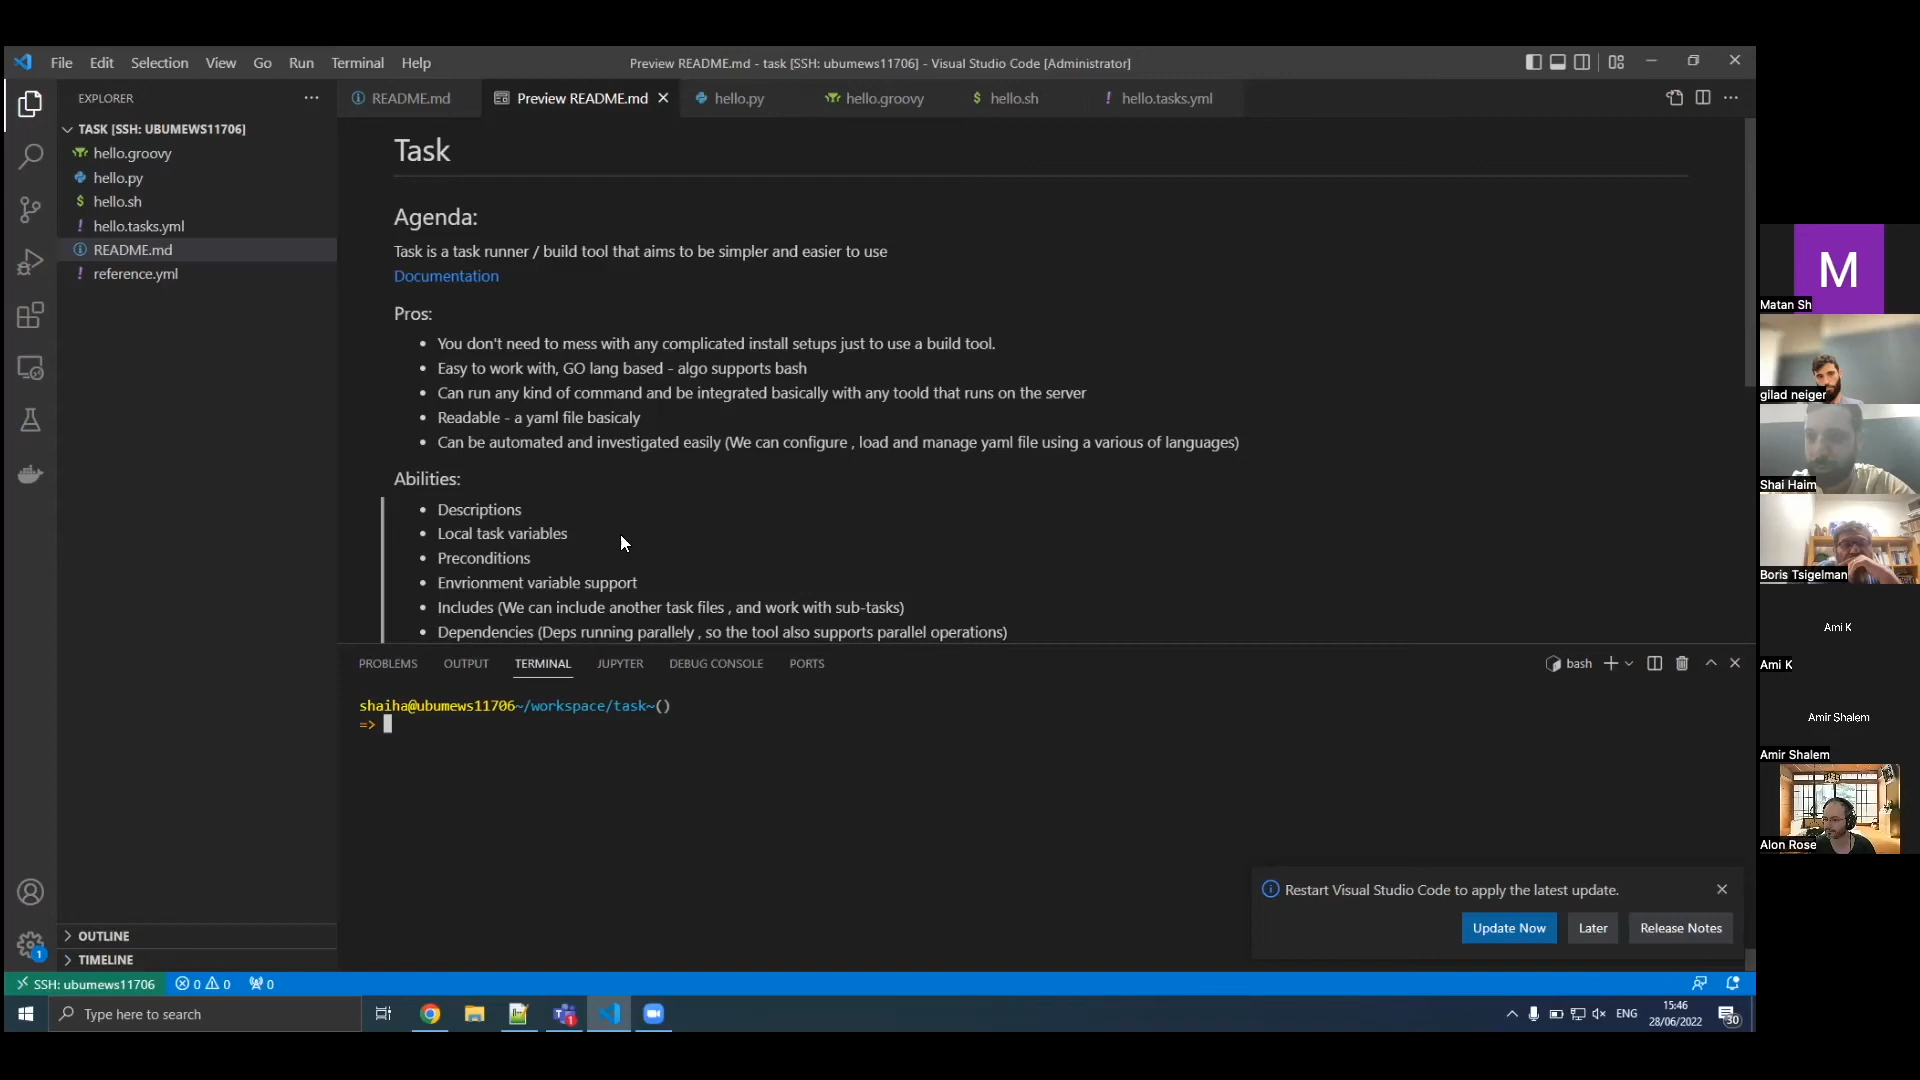 File Edit Selection View Go Run Terminal Help
Preview README.md - task [SSH: ubumews11706] - Visual Studio Code [Administrator]
EXPLORER
README.md
Preview README.md
hello.py
hello.groovy
$ hello.sh
! hello.tasks.yml
TASK [SSH: UBUMEWS11706]
hello.groovy
hello.py
$ hello.sh
! hello.tasks.yml
README.md
! reference.yml
OUTLINE
TIMELINE
Task
Agenda:
Task is a task runner / build tool that aims to be simpler and easier to use
Documentation
Pros:
• You don't need to mess with any complicated install setups just to use a build tool.
• Easy to work with, GO lang based - algo supports bash
• Can run any kind of command and be integrated basically with any toold that runs on the server
• Readable - a yaml file basicaly
• Can be automated and investigated easily (We can configure , load and manage yaml file using a various of languages)
Abilities:
• Descriptions
• Local task variables
• Preconditions
• Envrionment variable support
• Includes (We can include another task files , and work with sub-tasks)
• Dependencies (Deps running parallely , so the tool also supports parallel operations)
PROBLEMS OUTPUT TERMINAL JUPYTER DEBUG CONSOLE PORTS
bash
shaiha@ubumews11706~/workspace/task~()
=>
Restart Visual Studio Code to apply the latest update.
Update Now Later Release Notes
1
SSH: ubumews11706 0 0 0
Type here to search
1
ENG
15:46
28/06/2022
30
M
Matan Sh
gilad neiger
Shai Haim
Boris Tsigelman
Ami K
Ami K
Amir Shalem
Amir Shalem
Alon Rose